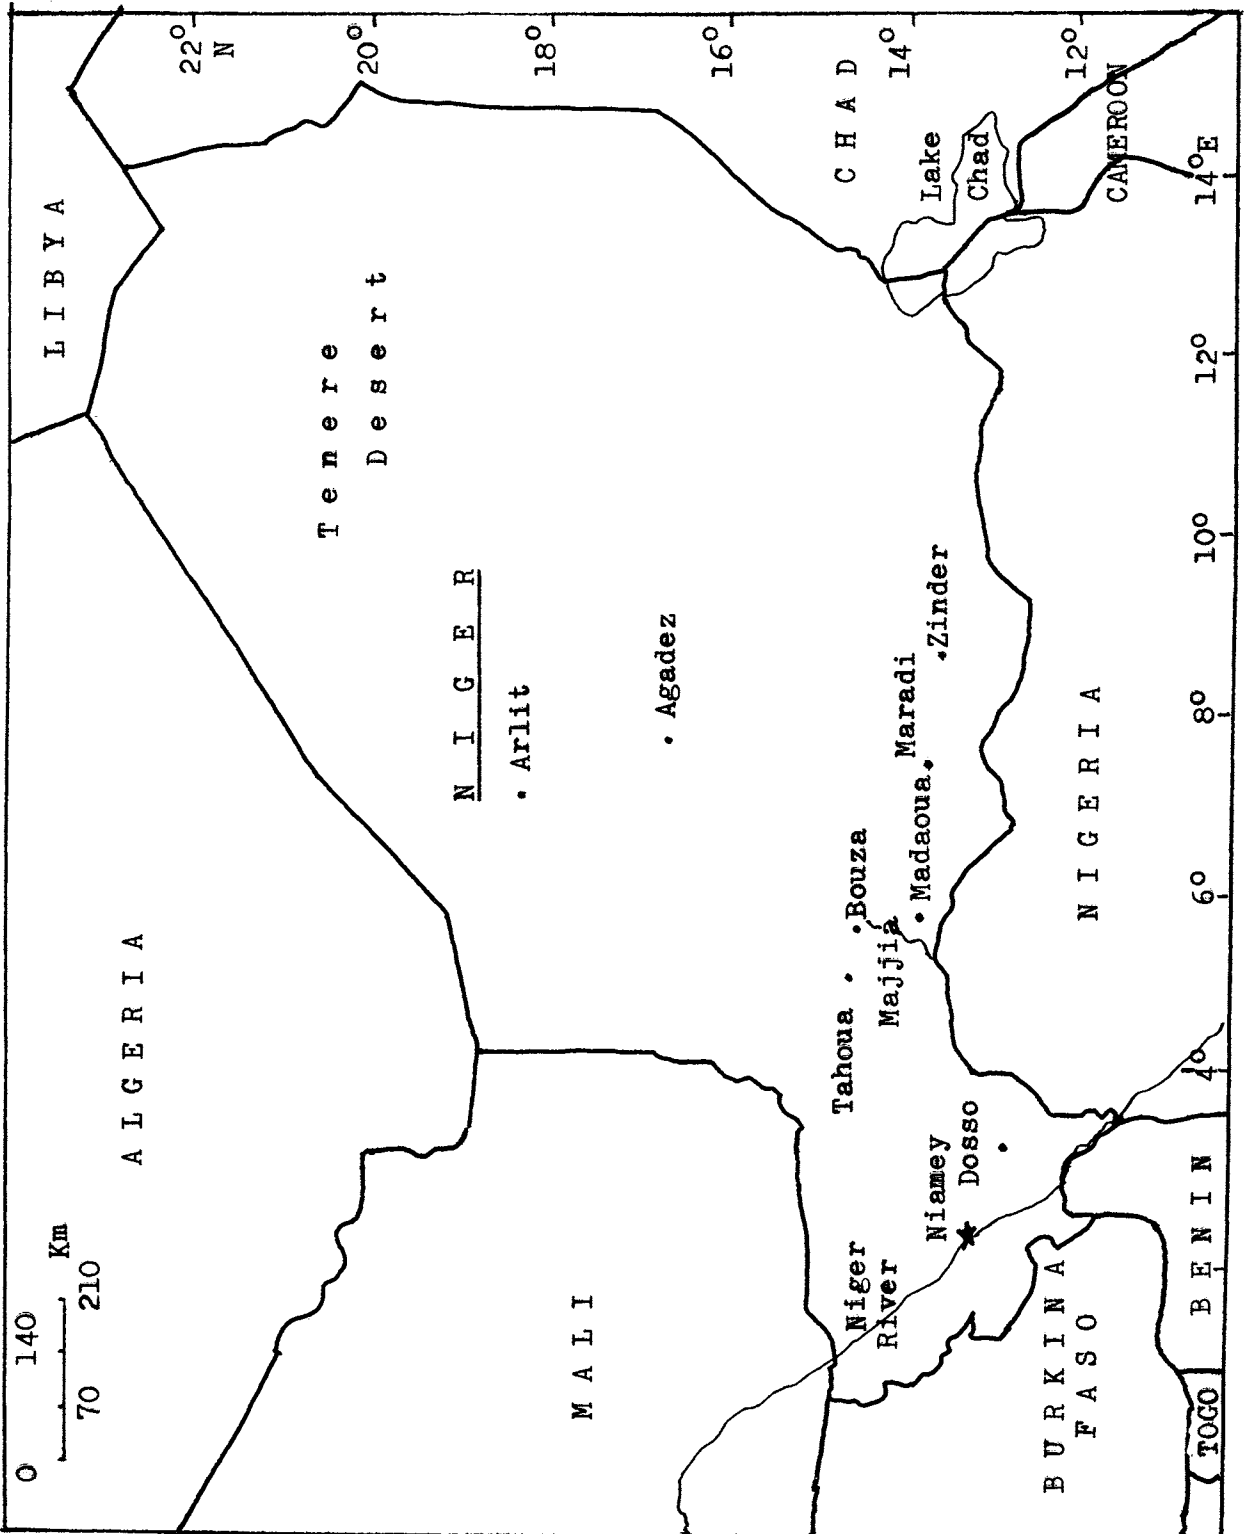 0 140
70 210
Km
ALGERIA
LIBYA
22°
N
20°
18°
16°
14°
12°
Tenere
Desert
NIGER
Arlit
Agadez
MALI
CHAD
Lake
Chad
CAMEROON
Zinder
Maradi
Madaoua
Bouza
Majjia
Tahoua
Niamey
Dosso
Niger
River
NIGERIA
BURKINA
FASO
BENIN
TOGO
4°
6°
8°
10°
12°
14°E